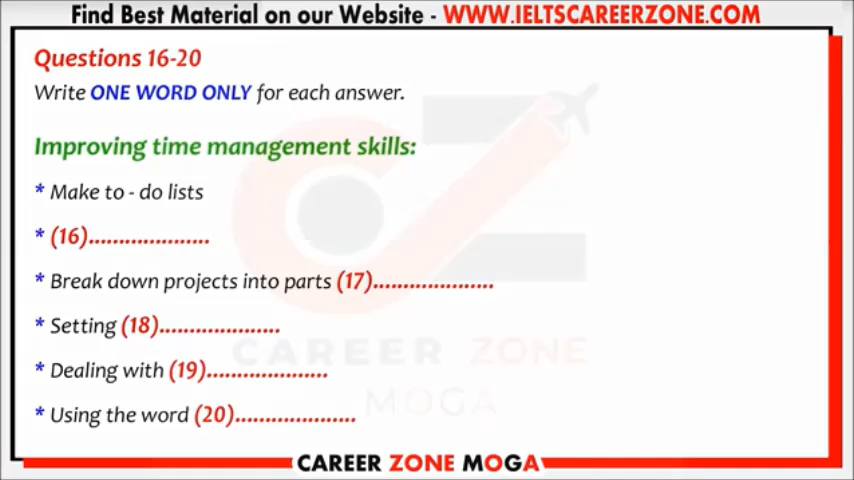 Find Best Material on our Website - WWW.IELTSCAREERZONE.COM
Questions 16-20
Write ONE WORD ONLY for each answer.
Improving time management skills:
* Make to - do lists
* (16)....................
* Break down projects into parts (17)....................
* Setting (18)....................
* Dealing with (19)....................
* Using the word (20)....................
CAREER ZONE
MOGA
CAREER ZONE MOGA